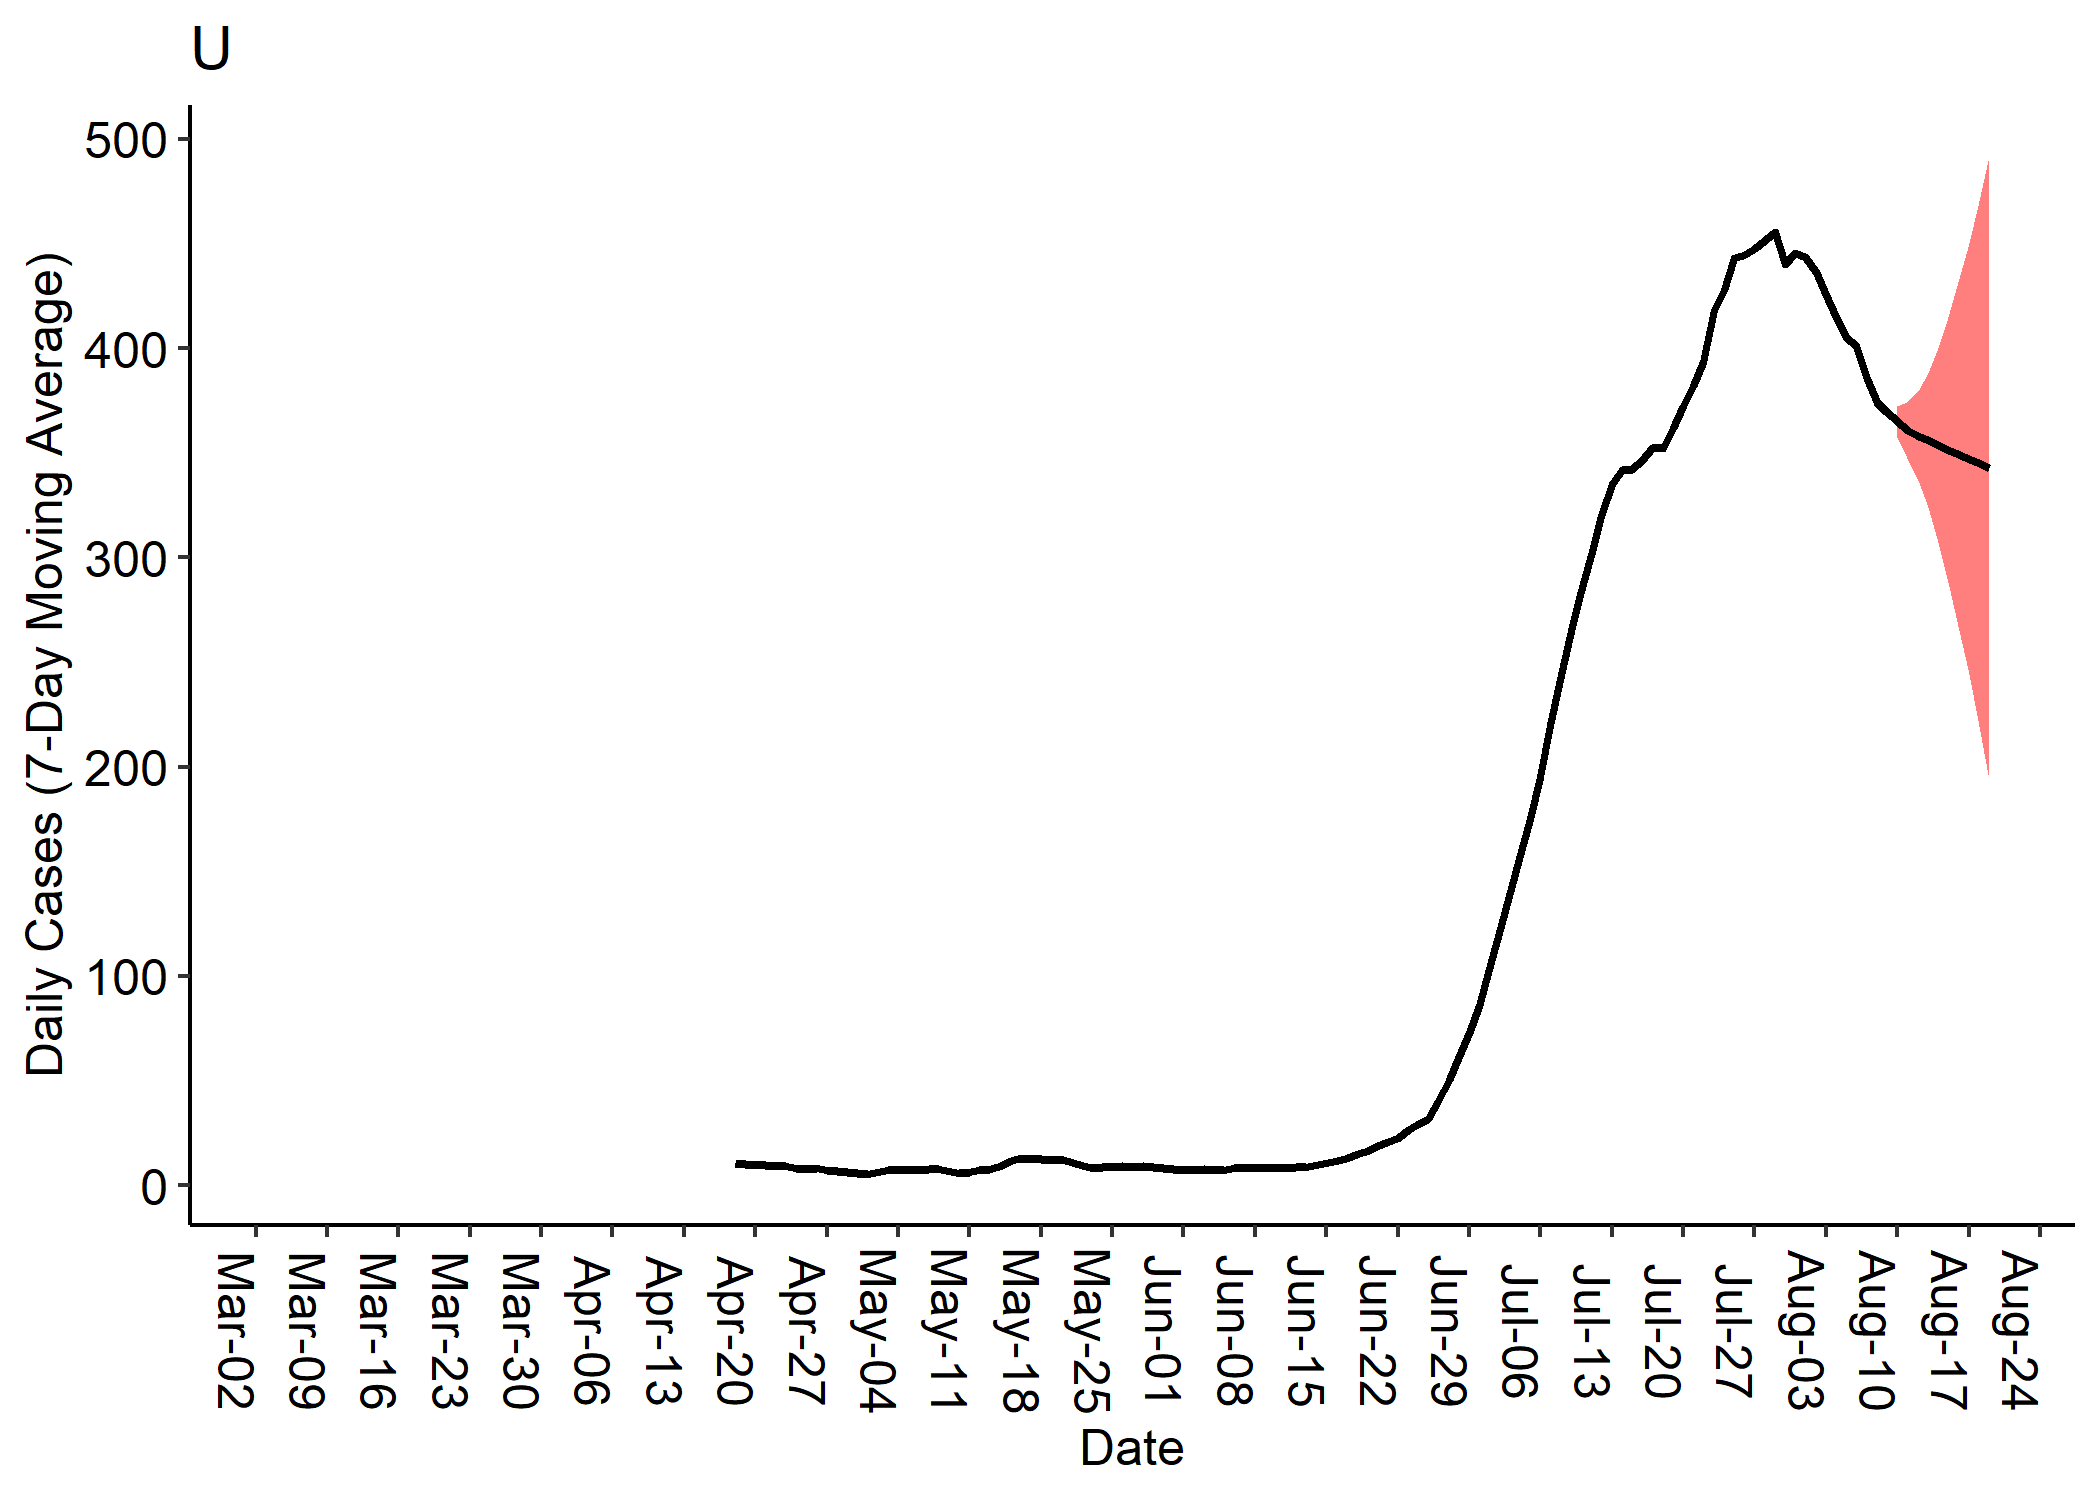 U
Daily Cases (7-Day Moving Average)
500
400
300
200
100
0
Mar-02
Mar-09
Mar-16
Mar-23
Mar-30
Apr-06
Apr-13
Apr-20
Apr-27
May-04
May-11
May-18
May-25
Jun-01
Jun-08
Jun-15
Jun-22
Jun-29
Jul-06
Jul-13
Jul-20
Jul-27
Aug-03
Aug-10
Aug-17
Aug-24
Date